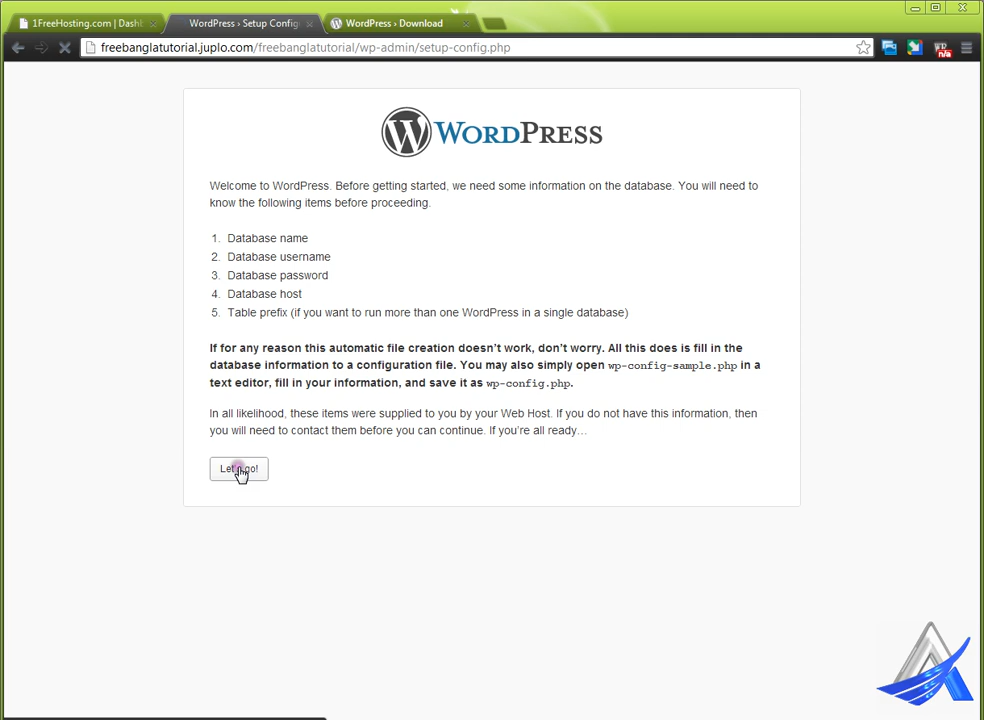 1FreeHosting.com | Dashb
WordPress › Setup Config
WordPress › Download
freebanglatutorial.juplo.com/freebanglatutorial/wp-admin/setup-config.php
n/a
WORDPRESS
Welcome to WordPress. Before getting started, we need some information on the database. You will need to
know the following items before proceeding.
1. Database name
2. Database username
3. Database password
4. Database host
5. Table prefix (if you want to run more than one WordPress in a single database)
If for any reason this automatic file creation doesn’t work, don’t worry. All this does is fill in the
database information to a configuration file. You may also simply open wp-config-sample.php in a
text editor, fill in your information, and save it as wp-config.php.
In all likelihood, these items were supplied to you by your Web Host. If you do not have this information, then
you will need to contact them before you can continue. If you’re all ready…
Let's go!